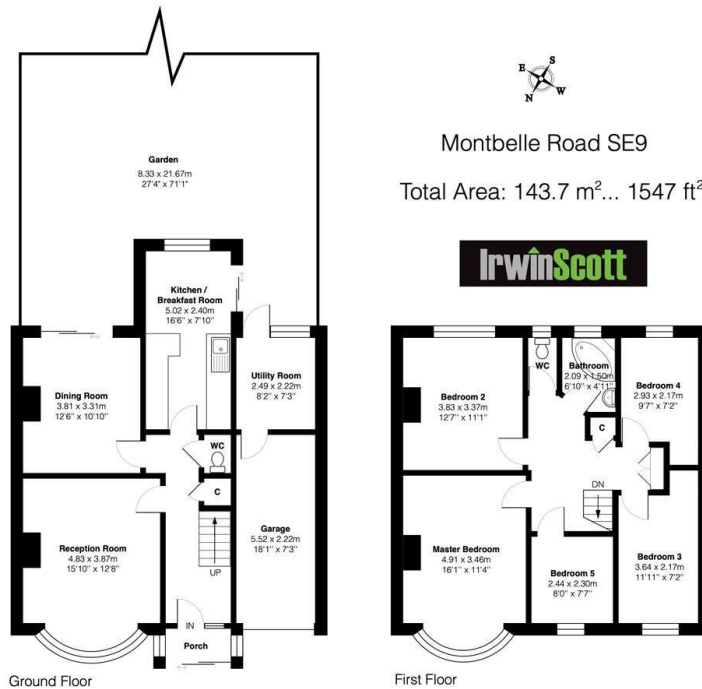 E S
N W
Montbelle Road SE9
Total Area: 143.7 m²... 1547 ft²
IrwinScott
Garden
8.33 x 21.67m
27'4" x 71'1"
Kitchen /
Breakfast Room
5.02 x 2.40m
16'6" x 7'10"
Utility Room
2.49 x 2.22m
8'2" x 7'3"
Dining Room
3.81 x 3.31m
12'6" x 10'10"
WC
C
Garage
5.52 x 2.22m
18'1" x 7'3"
Reception Room
4.83 x 3.87m
15'10" x 12'8"
UP
IN
Porch
Ground Floor
WC
Bathroom
2.09 x 1.50m
6'10" x 4'11"
Bedroom 2
3.83 x 3.37m
12'7" x 11'1"
Bedroom 4
2.93 x 2.17m
9'7" x 7'2"
C
DN
Master Bedroom
4.91 x 3.46m
16'1" x 11'4"
Bedroom 3
3.64 x 2.17m
11'11" x 7'2"
Bedroom 5
2.44 x 2.30m
8'0" x 7'7"
First Floor